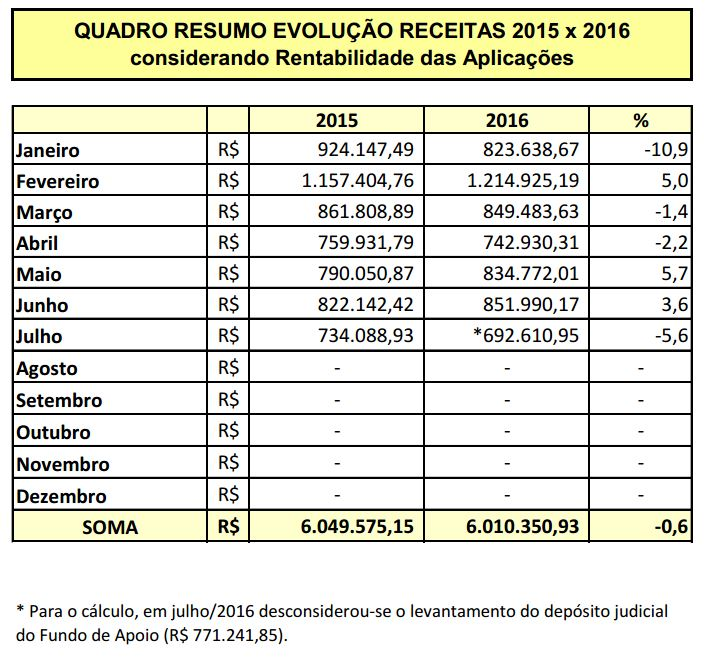 QUADRO RESUMO EVOLUÇÃO RECEITAS 2015 x 2016
considerando Rentabilidade das Aplicações
2015 2016 %
Janeiro R$ 924.147,49 823.638,67 -10,9
Fevereiro R$ 1.157.404,76 1.214.925,19 5,0
Março R$ 861.808,89 849.483,63 -1,4
Abril R$ 759.931,79 742.930,31 -2,2
Maio R$ 790.050,87 834.772,01 5,7
Junho R$ 822.142,42 851.990,17 3,6
Julho R$ 734.088,93 *692.610,95 -5,6
Agosto R$ - - -
Setembro R$ - - -
Outubro R$ - - -
Novembro R$ - - -
Dezembro R$ - - -
SOMA R$ 6.049.575,15 6.010.350,93 -0,6
* Para o cálculo, em julho/2016 desconsiderou-se o levantamento do depósito judicial
do Fundo de Apoio (R$ 771.241,85).